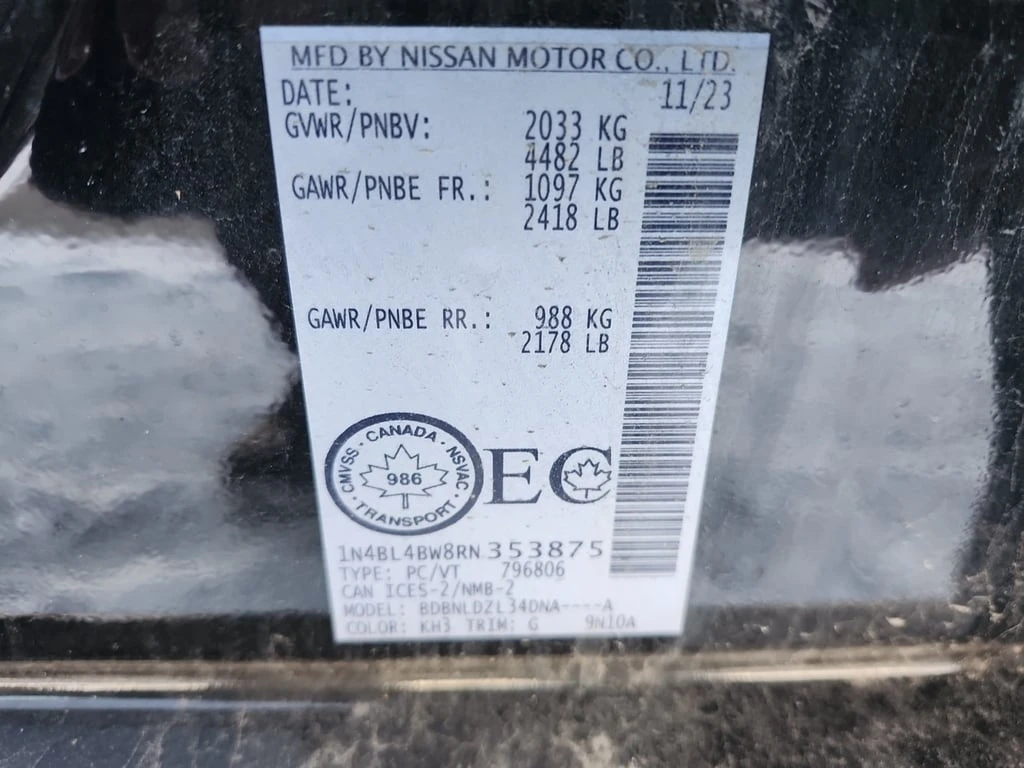 MFD BY NISSAN MOTOR CO., LTD.
DATE: 11/23
GVWR/PNBV: 2033 KG
4482 LB
GAWR/PNBE FR.: 1097 KG
2418 LB
GAWR/PNBE RR.: 988 KG
2178 LB
CMVSS · CANADA · NSVAC · TRANSPORT ·
986
EC
1N4BL4BW8RN353875
TYPE: PC/VT 796806
CAN ICES-2/NMB-2
MODEL: BDBNLDZL34DNA----A
COLOR: KH3 TRIM: G 9N10A